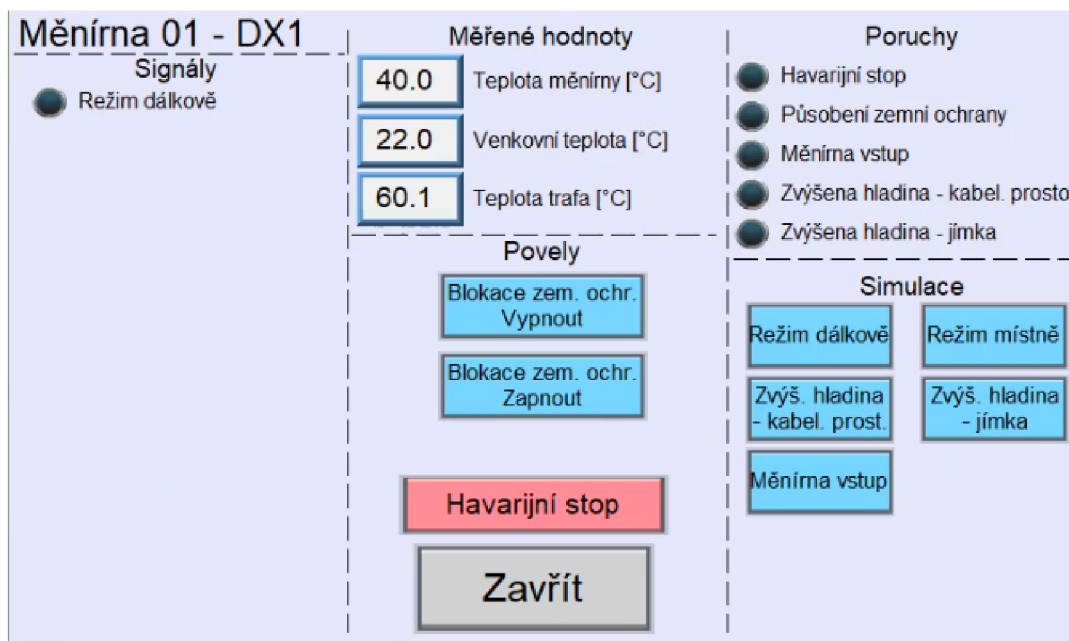 Měnírna 01 - DX1
Signály
Režim dálkově
Měřené hodnoty
40.0 Teplota měnírny [°C]
22.0 Venkovní teplota [°C]
60.1 Teplota trafa [°C]
Povely
Blokace zem. ochr.
Vypnout
Blokace zem. ochr.
Zapnout
Havarijní stop
Zavřít
Poruchy
Havarijní stop
Působení zemní ochrany
Měnírna vstup
Zvýšena hladina - kabel. prosto
Zvýšena hladina - jímka
Simulace
Režim dálkově
Režim místně
Zvýš. hladina
- kabel. prost.
Zvýš. hladina
- jímka
Měnírna vstup